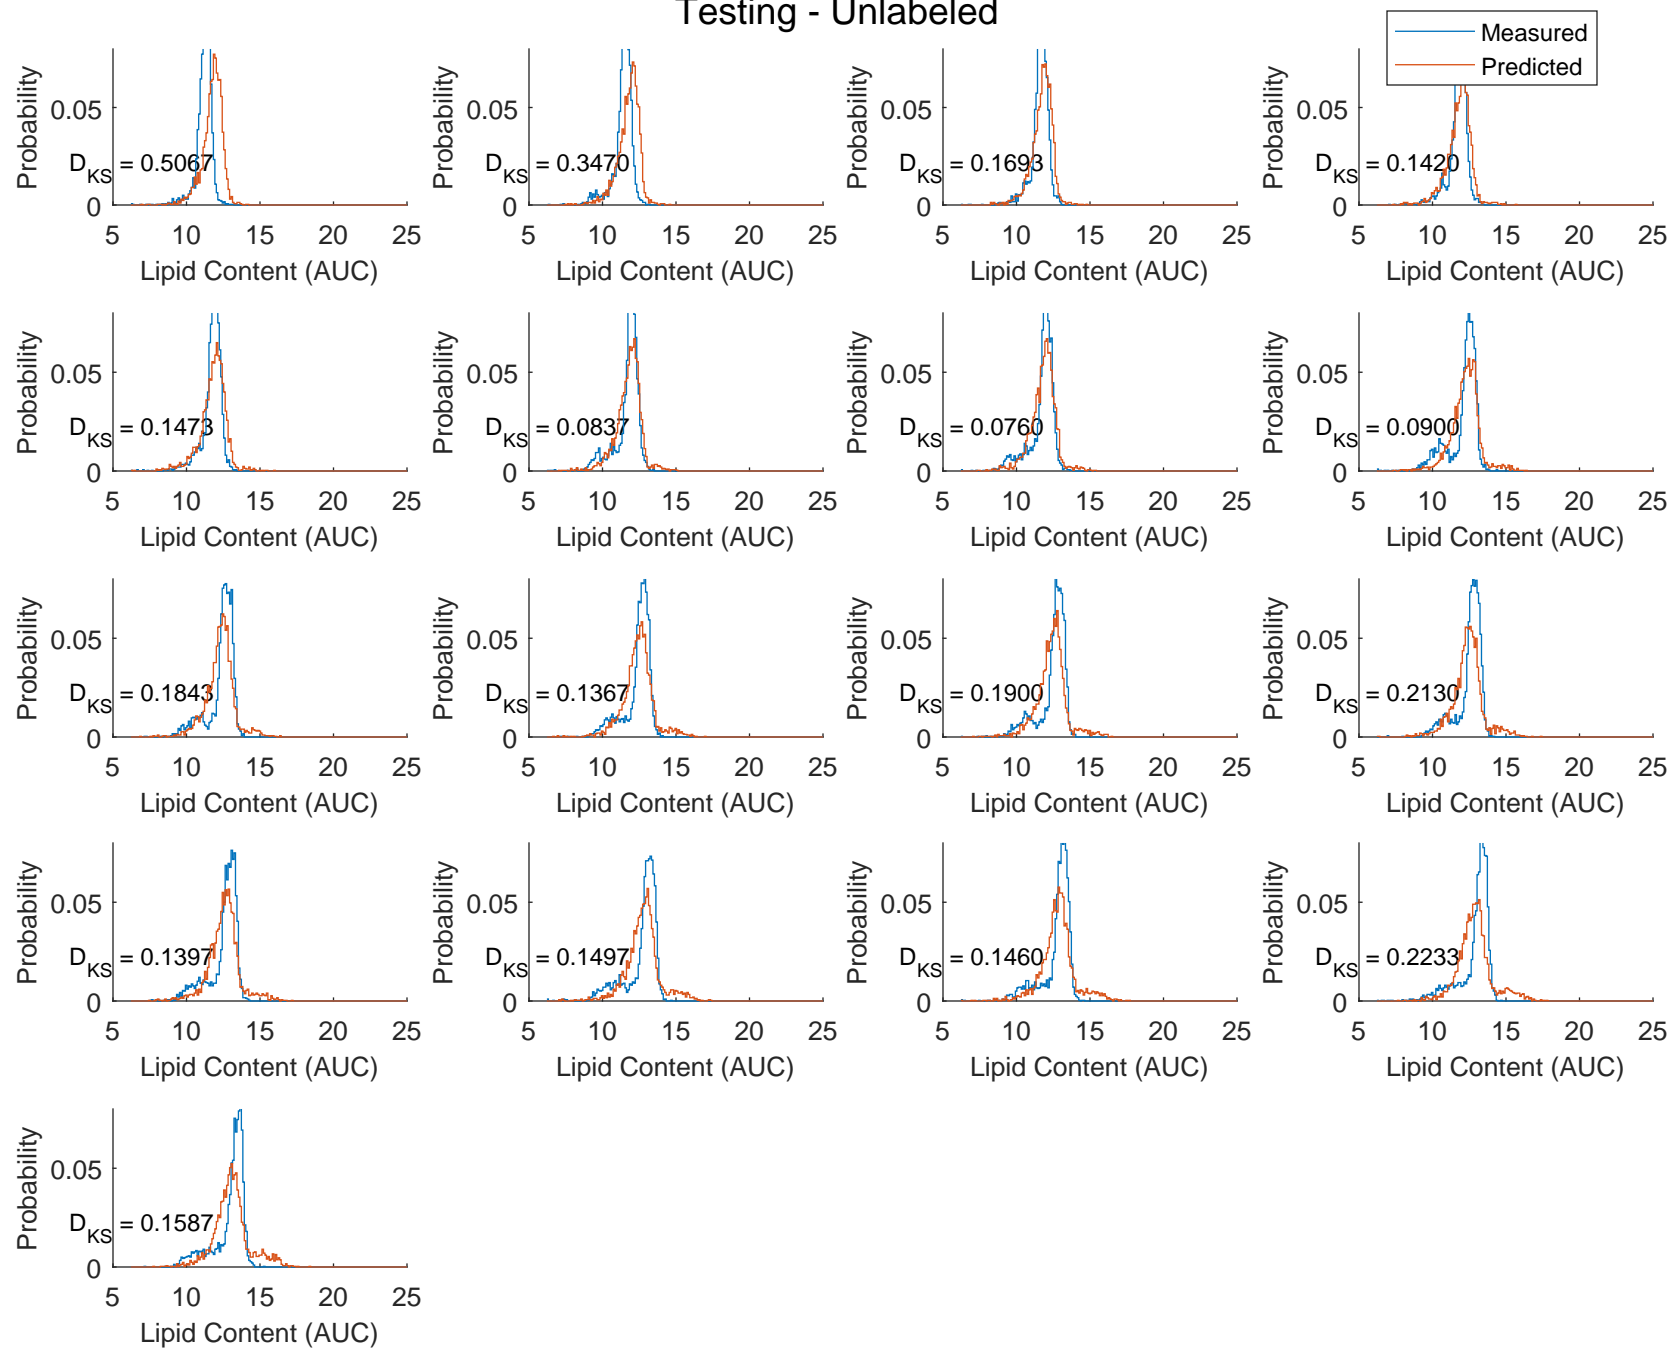 Testing - Unlabeled
Measured
Predicted
Probability
0.05
0
D_KS = 0.5067
5 10 15 20 25
Lipid Content (AUC)
Probability
0.05
0
D_KS = 0.3470
5 10 15 20 25
Lipid Content (AUC)
Probability
0.05
0
D_KS = 0.1693
5 10 15 20 25
Lipid Content (AUC)
Probability
0.05
0
D_KS = 0.1420
5 10 15 20 25
Lipid Content (AUC)
Probability
0.05
0
D_KS = 0.1473
5 10 15 20 25
Lipid Content (AUC)
Probability
0.05
0
D_KS = 0.0837
5 10 15 20 25
Lipid Content (AUC)
Probability
0.05
0
D_KS = 0.0760
5 10 15 20 25
Lipid Content (AUC)
Probability
0.05
0
D_KS = 0.0900
5 10 15 20 25
Lipid Content (AUC)
Probability
0.05
0
D_KS = 0.1843
5 10 15 20 25
Lipid Content (AUC)
Probability
0.05
0
D_KS = 0.1367
5 10 15 20 25
Lipid Content (AUC)
Probability
0.05
0
D_KS = 0.1900
5 10 15 20 25
Lipid Content (AUC)
Probability
0.05
0
D_KS = 0.2130
5 10 15 20 25
Lipid Content (AUC)
Probability
0.05
0
D_KS = 0.1397
5 10 15 20 25
Lipid Content (AUC)
Probability
0.05
0
D_KS = 0.1497
5 10 15 20 25
Lipid Content (AUC)
Probability
0.05
0
D_KS = 0.1460
5 10 15 20 25
Lipid Content (AUC)
Probability
0.05
0
D_KS = 0.2233
5 10 15 20 25
Lipid Content (AUC)
Probability
0.05
0
D_KS = 0.1587
5 10 15 20 25
Lipid Content (AUC)